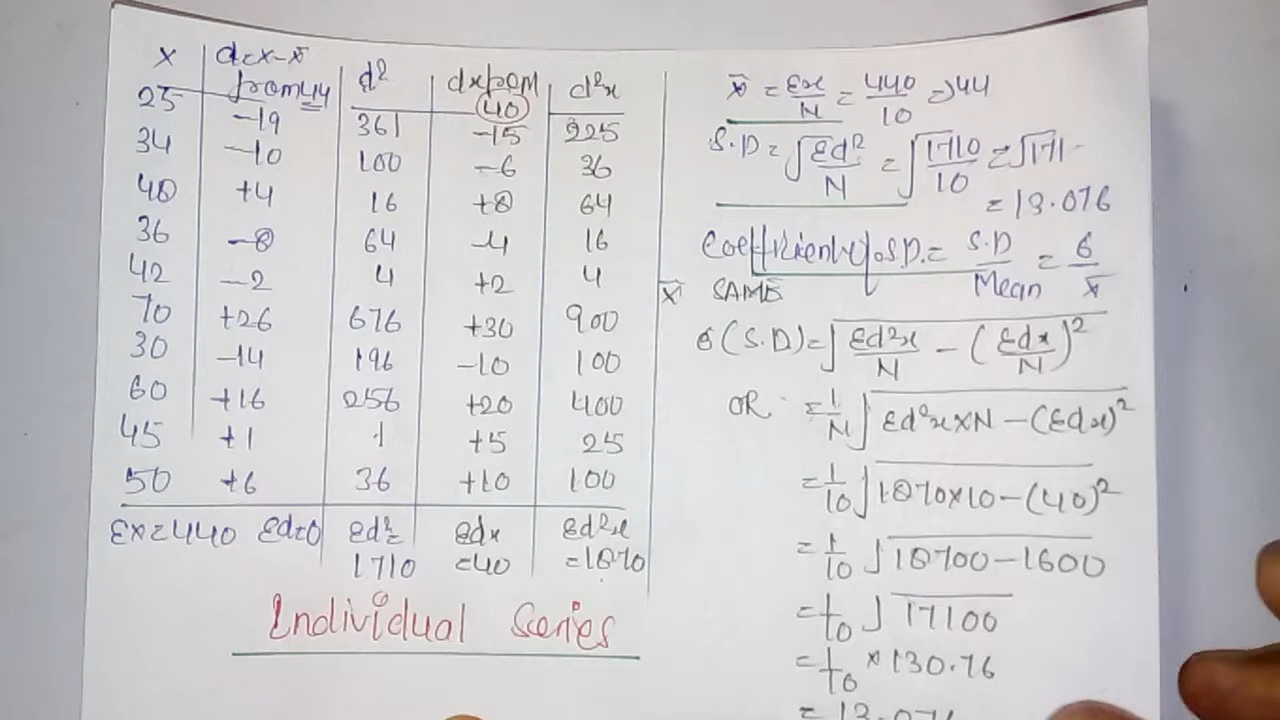 x d=x-x̄ from 44 d² dx from 40 d²x
25 -19 361 -15 225
34 -10 100 -6 36
48 +4 16 +8 64
36 -8 64 -4 16
42 -2 4 +2 4
70 +26 676 +30 900
30 -14 196 -10 100
60 +16 256 +20 400
45 +1 1 +5 25
50 +6 36 +10 100
Σx=440 Σd=0 Σd²=1710 Σdx=40 Σd²x=1870
Individual Series
x̄ = Σx/N = 440/10 = 44
S.D = √Σd²/N = √1710/10 = √171
= 13.076
Coefficient of S.D. = S.D/Mean = σ/x̄
x̄ SAME
σ(S.D) = √Σd²x/N - (Σdx/N)²
OR = 1/N √Σd²x×N-(Σdx)²
= 1/10 √1870×10-(40)²
= 1/10 √18700-1600
= 1/10 √17100
= 1/10 × 130.76
= 13.076